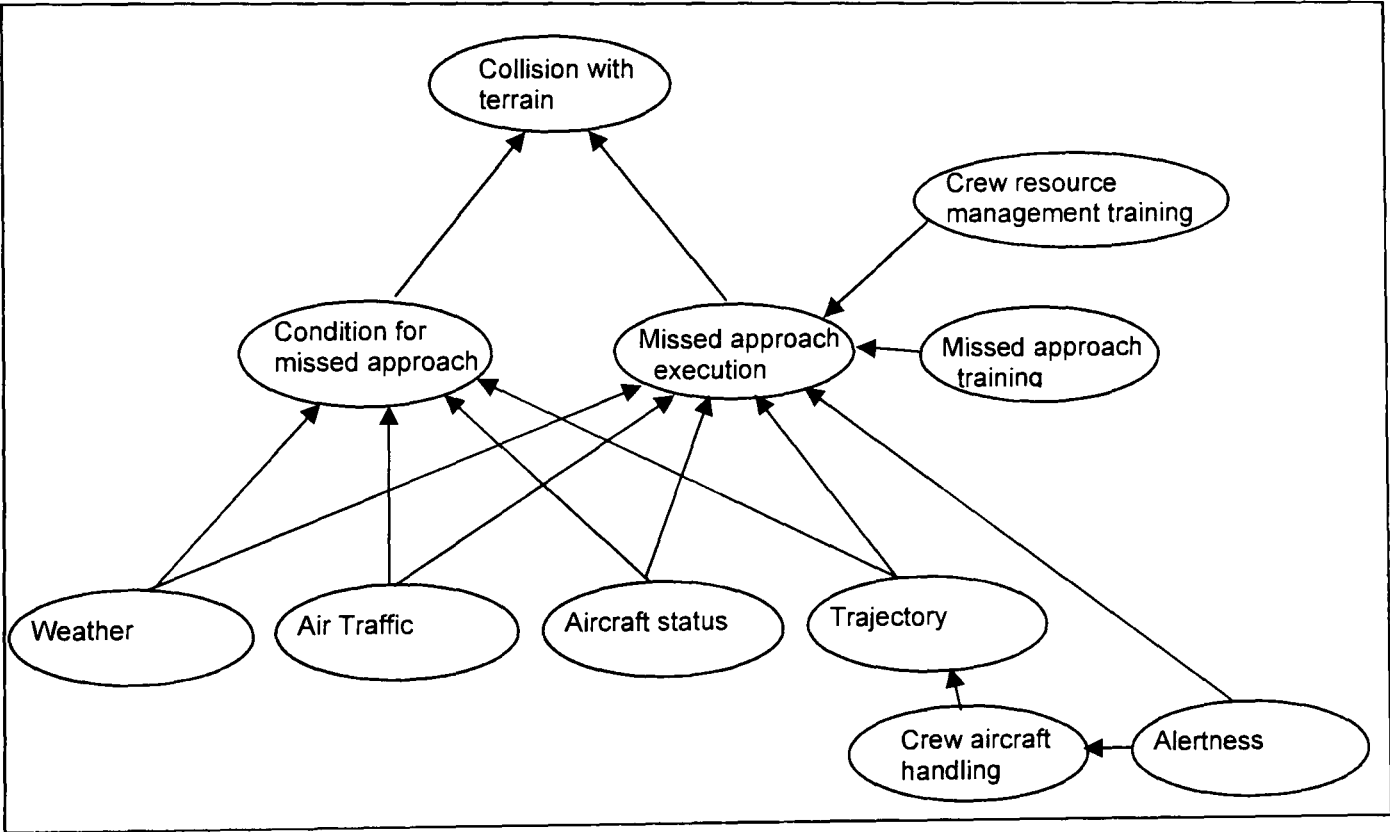 Collision with
terrain
Crew resource
management training
Condition for
missed approach
Missed approach
execution
Missed approach
training
Weather
Air Traffic
Aircraft status
Trajectory
Crew aircraft
handling
Alertness